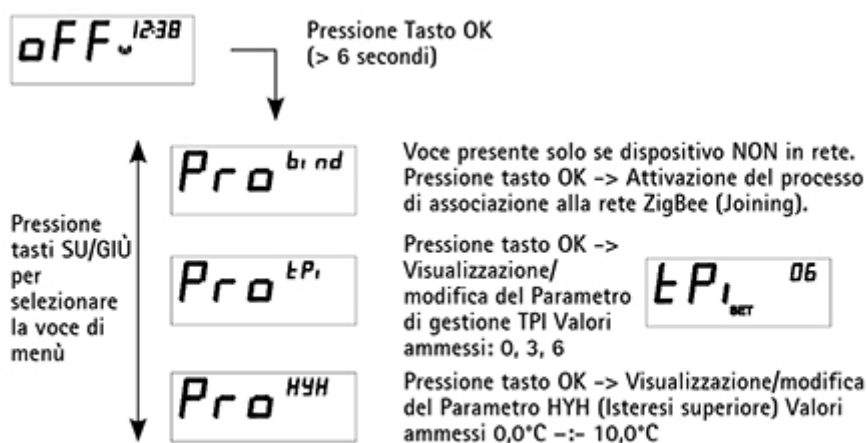 oFF 12:38
Pressione Tasto OK
(> 6 secondi)
Pressione
tasti SU/GIÙ
per
selezionare
la voce di
menù
Pro bind
Voce presente solo se dispositivo NON in rete.
Pressione tasto OK -> Attivazione del processo
di associazione alla rete ZigBee (Joining).
Pro tPi
Pressione tasto OK ->
Visualizzazione/
modifica del Parametro
di gestione TPI Valori
ammessi: 0, 3, 6
tPi 06
SET
Pro HYH
Pressione tasto OK -> Visualizzazione/modifica
del Parametro HYH (Isteresi superiore) Valori
ammessi 0,0°C -:- 10,0°C